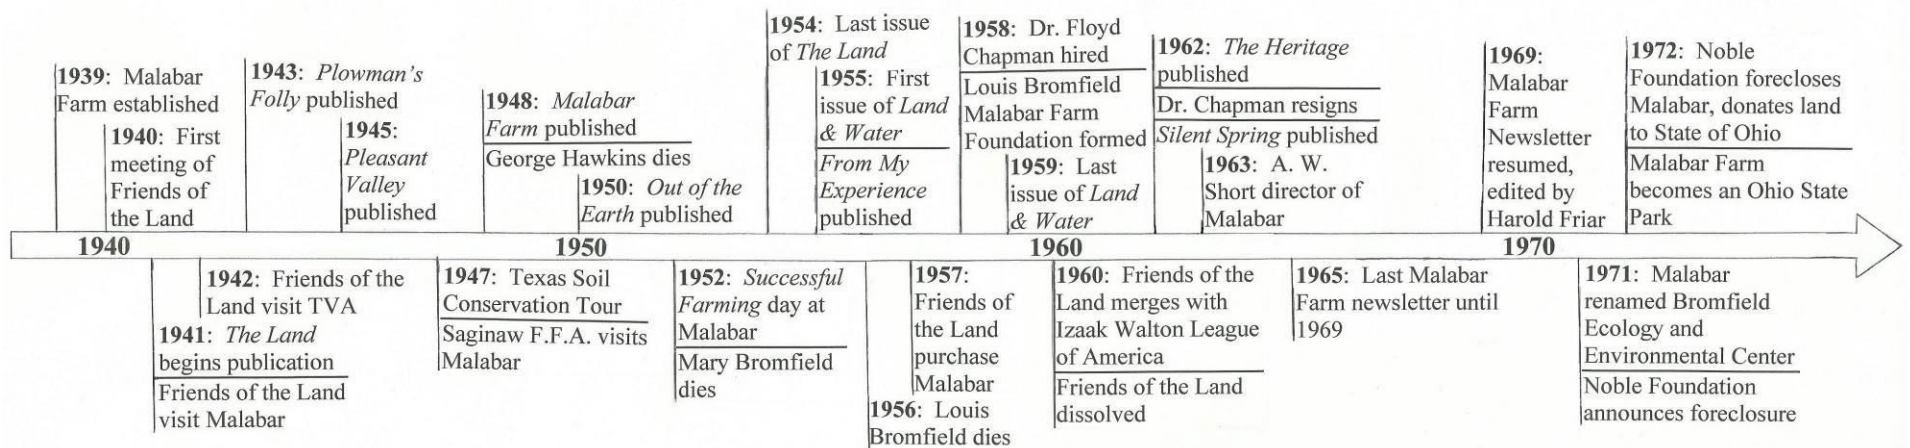 1939: Malabar
Farm established
1940: First
meeting of
Friends of
the Land
1943: Plowman's
Folly published
1945:
Pleasant
Valley
published
1948: Malabar
Farm published
George Hawkins dies
1950: Out of the
Earth published
1954: Last issue
of The Land
1955: First
issue of Land
& Water
From My
Experience
published
1958: Dr. Floyd
Chapman hired
Louis Bromfield
Malabar Farm
Foundation formed
1959: Last
issue of Land
& Water
1962: The Heritage
published
Dr. Chapman resigns
Silent Spring published
1963: A. W.
Short director of
Malabar
1969:
Malabar
Farm
Newsletter
resumed,
edited by
Harold Friar
1972: Noble
Foundation forecloses
Malabar, donates land
to State of Ohio
Malabar Farm
becomes an Ohio State
Park
1940 1950 1960 1970
1942: Friends of the
Land visit TVA
1941: The Land
begins publication
Friends of the Land
visit Malabar
1947: Texas Soil
Conservation Tour
Saginaw F.F.A. visits
Malabar
1952: Successful
Farming day at
Malabar
Mary Bromfield
dies
1957:
Friends of
the Land
purchase
Malabar
1956: Louis
Bromfield dies
1960: Friends of the
Land merges with
Izaak Walton League
of America
Friends of the Land
dissolved
1965: Last Malabar
Farm newsletter until
1969
1971: Malabar
renamed Bromfield
Ecology and
Environmental Center
Noble Foundation
announces foreclosure